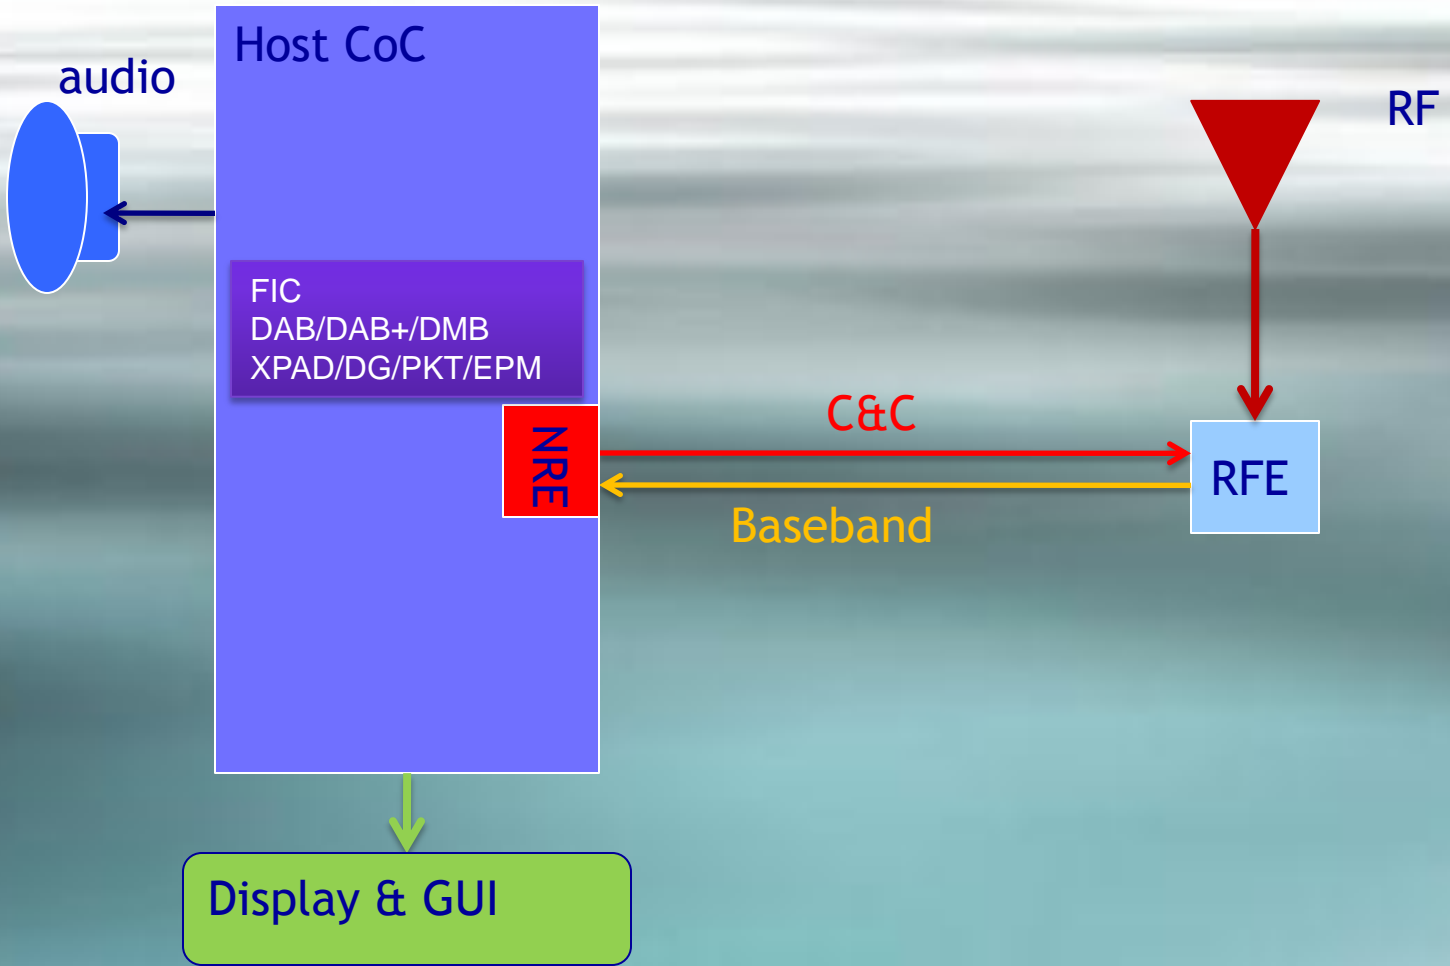 Host CoC
audio
RF
FIC
DAB/DAB+/DMB
XPAD/DG/PKT/EPM
C&C
NRE
RFE
Baseband
Display & GUI